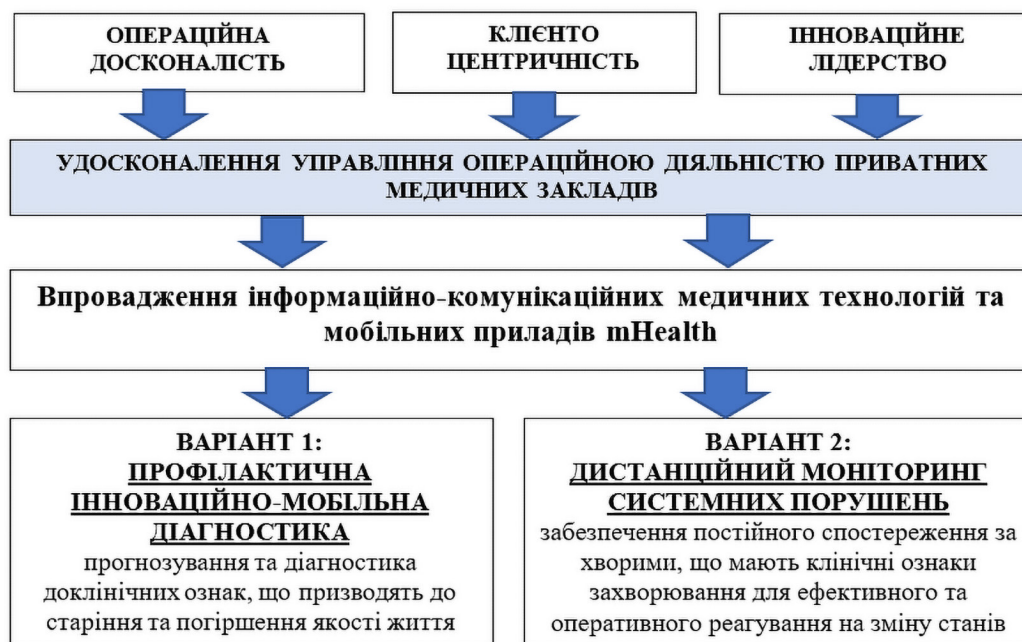 ОПЕРАЦІЙНА
ДОСКОНАЛІСТЬ
КЛІЄНТО
ЦЕНТРИЧНІСТЬ
ІННОВАЦІЙНЕ
ЛІДЕРСТВО
УДОСКОНАЛЕННЯ УПРАВЛІННЯ ОПЕРАЦІЙНОЮ ДІЯЛЬНІСТЮ ПРИВАТНИХ
МЕДИЧНИХ ЗАКЛАДІВ
Впровадження інформаційно-комунікаційних медичних технологій та
мобільних приладів mHealth
ВАРІАНТ 1:
ПРОФІЛАКТИЧНА
ІННОВАЦІЙНО-МОБІЛЬНА
ДІАГНОСТИКА
прогнозування та діагностика
доклінічних ознак, що призводять до
старіння та погіршення якості життя
ВАРІАНТ 2:
ДИСТАНЦІЙНИЙ МОНІТОРИНГ
СИСТЕМНИХ ПОРУШЕНЬ
забезпечення постійного спостереження за
хворими, що мають клінічні ознаки
захворювання для ефективного та
оперативного реагування на зміну станів